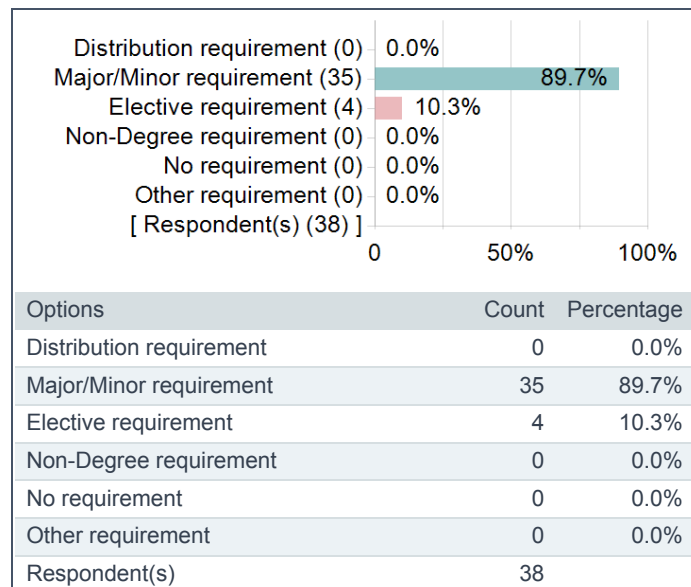 Distribution requirement (0) 0.0%
Major/Minor requirement (35) 89.7%
Elective requirement (4) 10.3%
Non-Degree requirement (0) 0.0%
No requirement (0) 0.0%
Other requirement (0) 0.0%
[ Respondent(s) (38) ]
0 50% 100%
Options Count Percentage
Distribution requirement 0 0.0%
Major/Minor requirement 35 89.7%
Elective requirement 4 10.3%
Non-Degree requirement 0 0.0%
No requirement 0 0.0%
Other requirement 0 0.0%
Respondent(s) 38